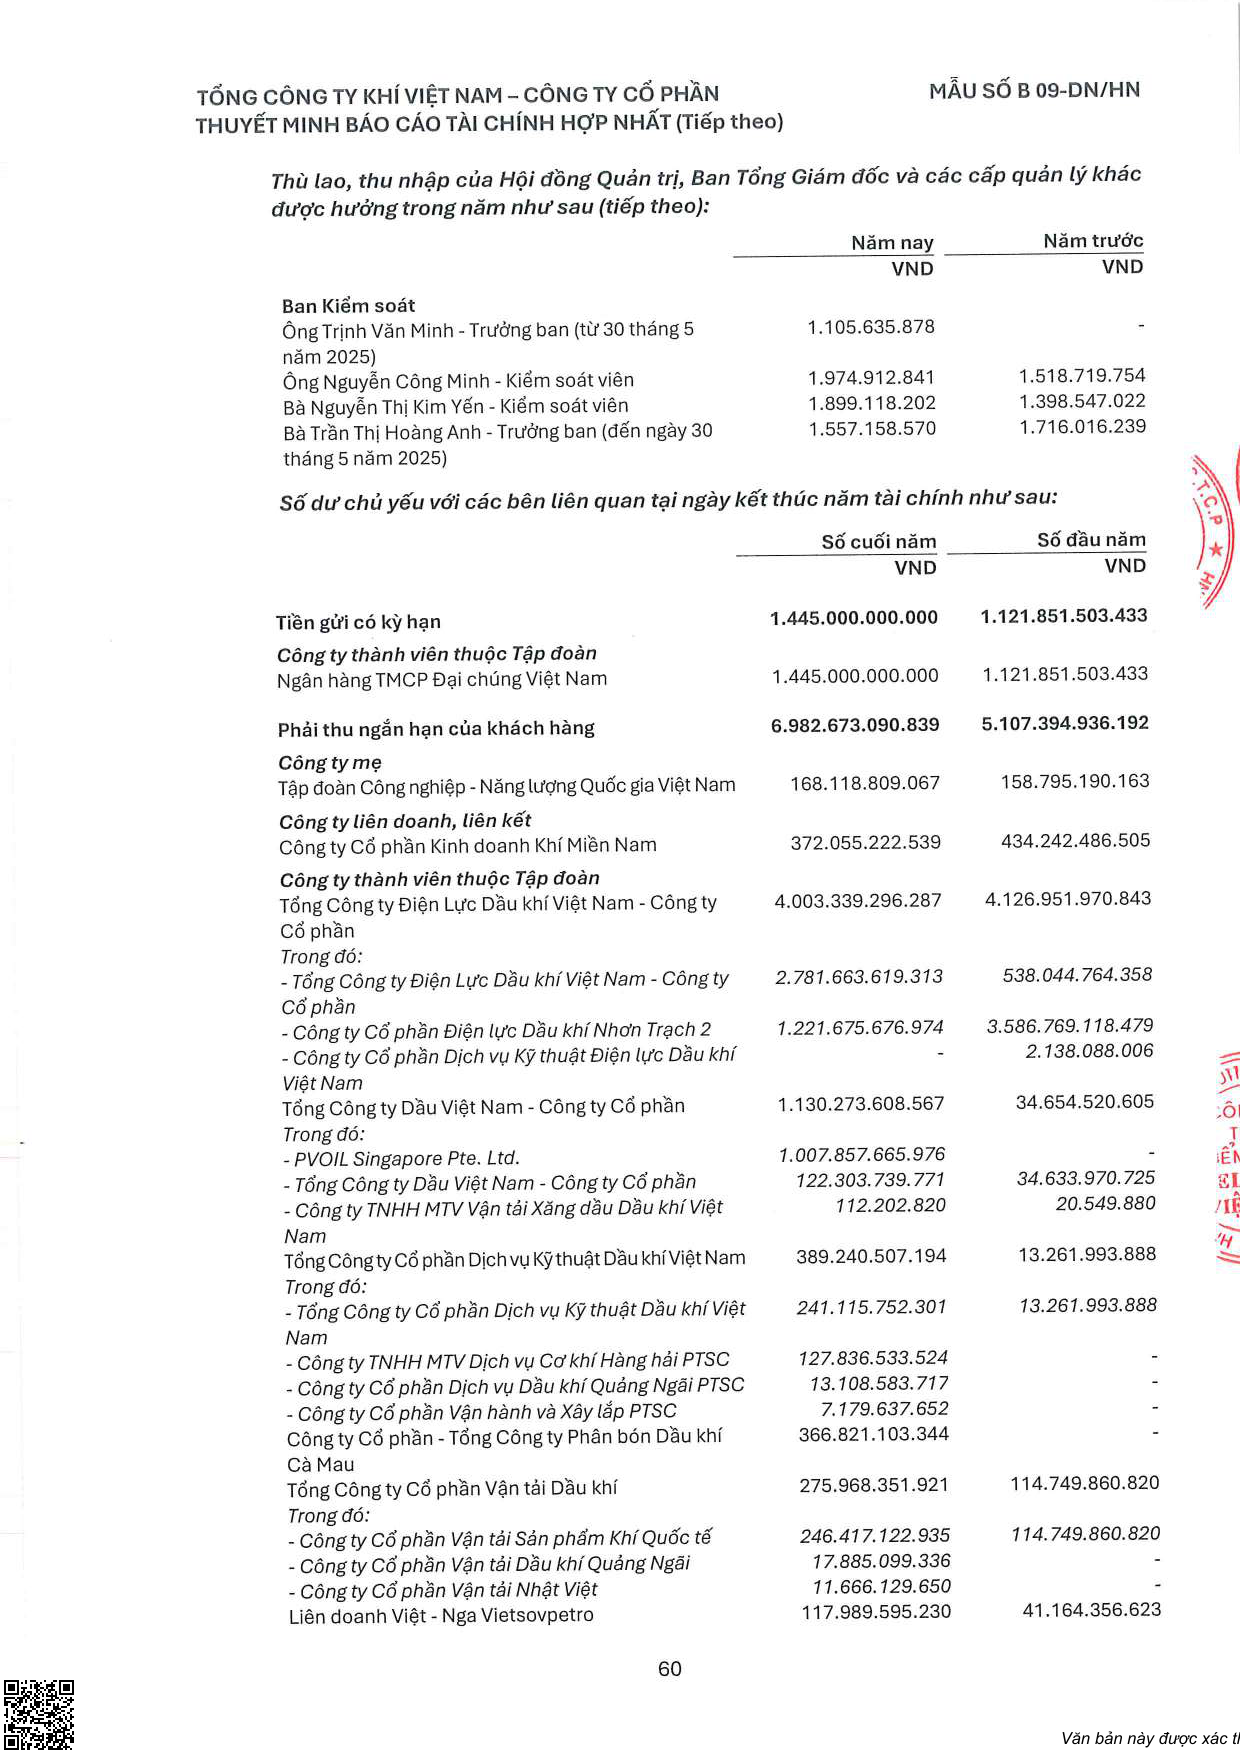 TỔNG CÔNG TY KHÍ VIỆT NAM – CÔNG TY CỔ PHẦN MẪU SỐ B 09-DN/HN
THUYẾT MINH BÁO CÁO TÀI CHÍNH HỢP NHẤT (Tiếp theo)
Thù lao, thu nhập của Hội đồng Quản trị, Ban Tổng Giám đốc và các cấp quản lý khác
được hưởng trong năm như sau (tiếp theo):
Năm nay Năm trước
VND VND
Ban Kiểm soát
Ông Trịnh Văn Minh - Trưởng ban (từ 30 tháng 5 1.105.635.878 -
năm 2025)
Ông Nguyễn Công Minh - Kiểm soát viên 1.974.912.841 1.518.719.754
Bà Nguyễn Thị Kim Yến - Kiểm soát viên 1.899.118.202 1.398.547.022
Bà Trần Thị Hoàng Anh - Trưởng ban (đến ngày 30 1.557.158.570 1.716.016.239
tháng 5 năm 2025)
Số dư chủ yếu với các bên liên quan tại ngày kết thúc năm tài chính như sau:
Số cuối năm Số đầu năm
VND VND
Tiền gửi có kỳ hạn 1.445.000.000.000 1.121.851.503.433
Công ty thành viên thuộc Tập đoàn
Ngân hàng TMCP Đại chúng Việt Nam 1.445.000.000.000 1.121.851.503.433
Phải thu ngắn hạn của khách hàng 6.982.673.090.839 5.107.394.936.192
Công ty mẹ
Tập đoàn Công nghiệp - Năng lượng Quốc gia Việt Nam 168.118.809.067 158.795.190.163
Công ty liên doanh, liên kết
Công ty Cổ phần Kinh doanh Khí Miền Nam 372.055.222.539 434.242.486.505
Công ty thành viên thuộc Tập đoàn
Tổng Công ty Điện Lực Dầu khí Việt Nam - Công ty 4.003.339.296.287 4.126.951.970.843
Cổ phần
Trong đó:
- Tổng Công ty Điện Lực Dầu khí Việt Nam - Công ty 2.781.663.619.313 538.044.764.358
Cổ phần
- Công ty Cổ phần Điện lực Dầu khí Nhơn Trạch 2 1.221.675.676.974 3.586.769.118.479
- Công ty Cổ phần Dịch vụ Kỹ thuật Điện lực Dầu khí - 2.138.088.006
Việt Nam
Tổng Công ty Dầu Việt Nam - Công ty Cổ phần 1.130.273.608.567 34.654.520.605
Trong đó:
- PVOIL Singapore Pte. Ltd. 1.007.857.665.976 -
- Tổng Công ty Dầu Việt Nam - Công ty Cổ phần 122.303.739.771 34.633.970.725
- Công ty TNHH MTV Vận tải Xăng dầu Dầu khí Việt 112.202.820 20.549.880
Nam
Tổng Công ty Cổ phần Dịch vụ Kỹ thuật Dầu khí Việt Nam 389.240.507.194 13.261.993.888
Trong đó:
- Tổng Công ty Cổ phần Dịch vụ Kỹ thuật Dầu khí Việt 241.115.752.301 13.261.993.888
Nam
- Công ty TNHH MTV Dịch vụ Cơ khí Hàng hải PTSC 127.836.533.524 -
- Công ty Cổ phần Dịch vụ Dầu khí Quảng Ngãi PTSC 13.108.583.717 -
- Công ty Cổ phần Vận hành và Xây lắp PTSC 7.179.637.652 -
Công ty Cổ phần - Tổng Công ty Phân bón Dầu khí 366.821.103.344 -
Cà Mau
Tổng Công ty Cổ phần Vận tải Dầu khí 275.968.351.921 114.749.860.820
Trong đó:
- Công ty Cổ phần Vận tải Sản phẩm Khí Quốc tế 246.417.122.935 114.749.860.820
- Công ty Cổ phần Vận tải Dầu khí Quảng Ngãi 17.885.099.336 -
- Công ty Cổ phần Vận tải Nhật Việt 11.666.129.650 -
Liên doanh Việt - Nga Vietsovpetro 117.989.595.230 41.164.356.623
60
Văn bản này được xác